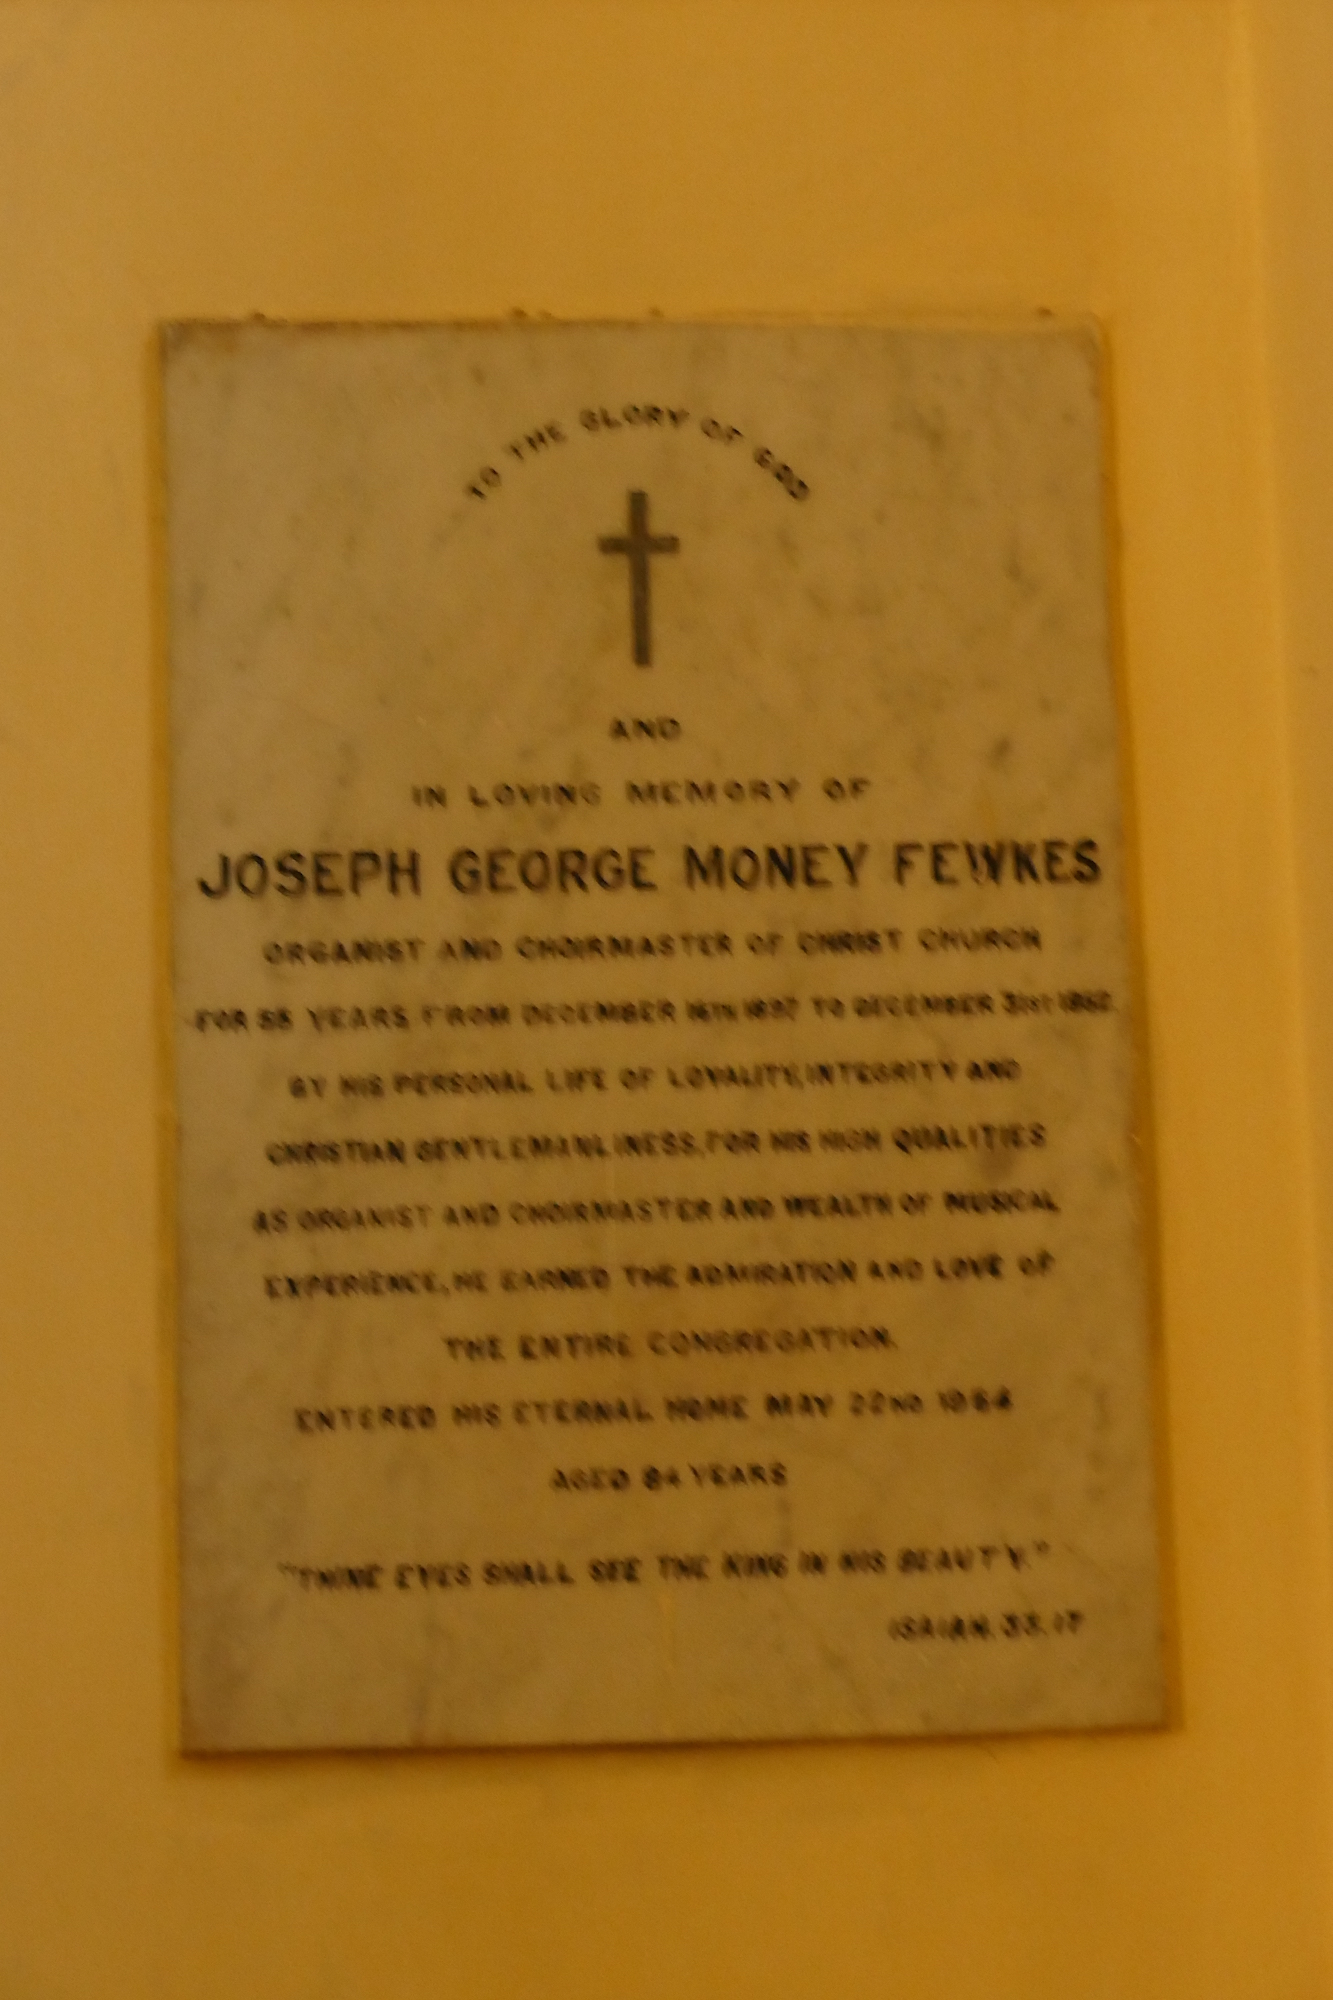 TO THE GLORY OF GOD
AND
IN LOVING MEMORY OF
JOSEPH GEORGE MONEY FEWKES
ORGANIST AND CHOIRMASTER OF CHRIST CHURCH
FOR YEARS FROM DECEMBER 16TH 1897 TO DECEMBER 31ST
BY HIS PERSONAL LIFE OF LOYALITY, INTEGRITY AND
CHRISTIAN GENTLEMANLINESS, FOR HIS HIGH QUALITIES
AS ORGANIST AND CHOIRMASTER AND WEALTH OF MUSICAL
EXPERIENCE, HE EARNED THE ADMIRATION AND LOVE OF
THE ENTIRE CONGREGATION.
ENTERED HIS ETERNAL HOME MAY 22ND 1964
AGED 84 YEARS
"THINE EYES SHALL SEE THE KING IN HIS BEAUTY."
ISAIAH. 33. 17